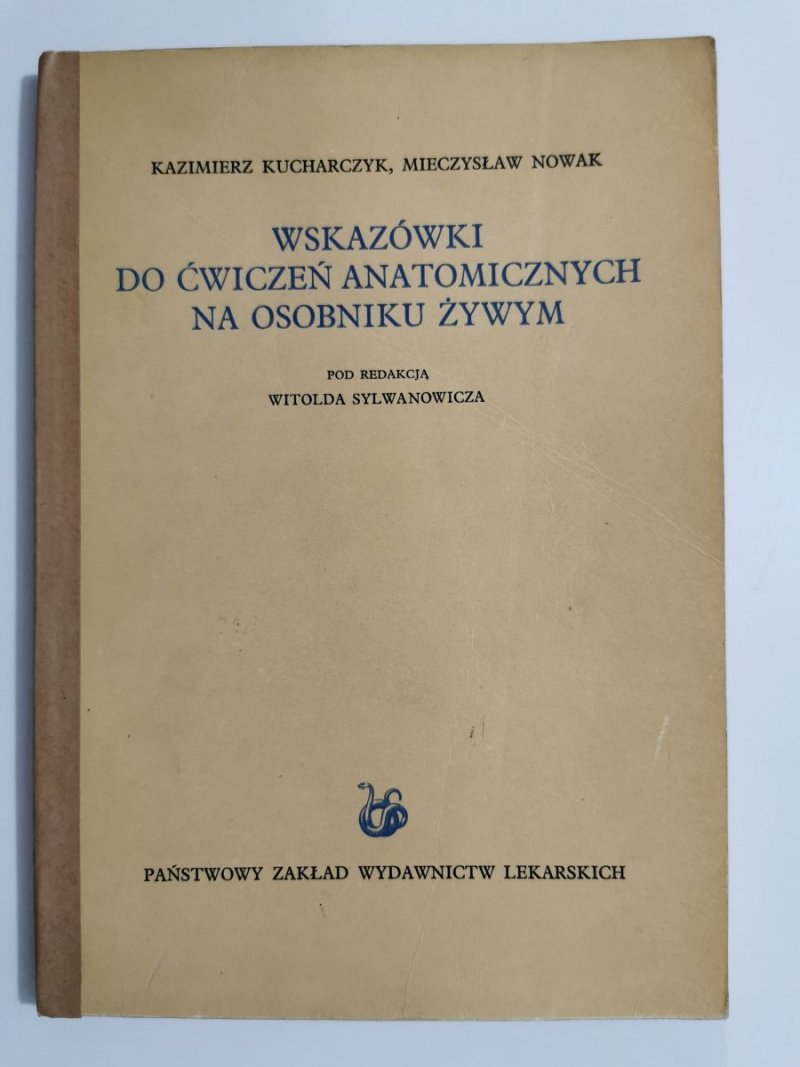 KAZIMIERZ KUCHARCZYK, MIECZYSŁAW NOWAK
WSKAZÓWKI
DO ĆWICZEŃ ANATOMICZNYCH
NA OSOBNIKU ŻYWYM
POD REDAKCJĄ
WITOLDA SYLWANOWICZA
PAŃSTWOWY ZAKŁAD WYDAWNICTW LEKARSKICH